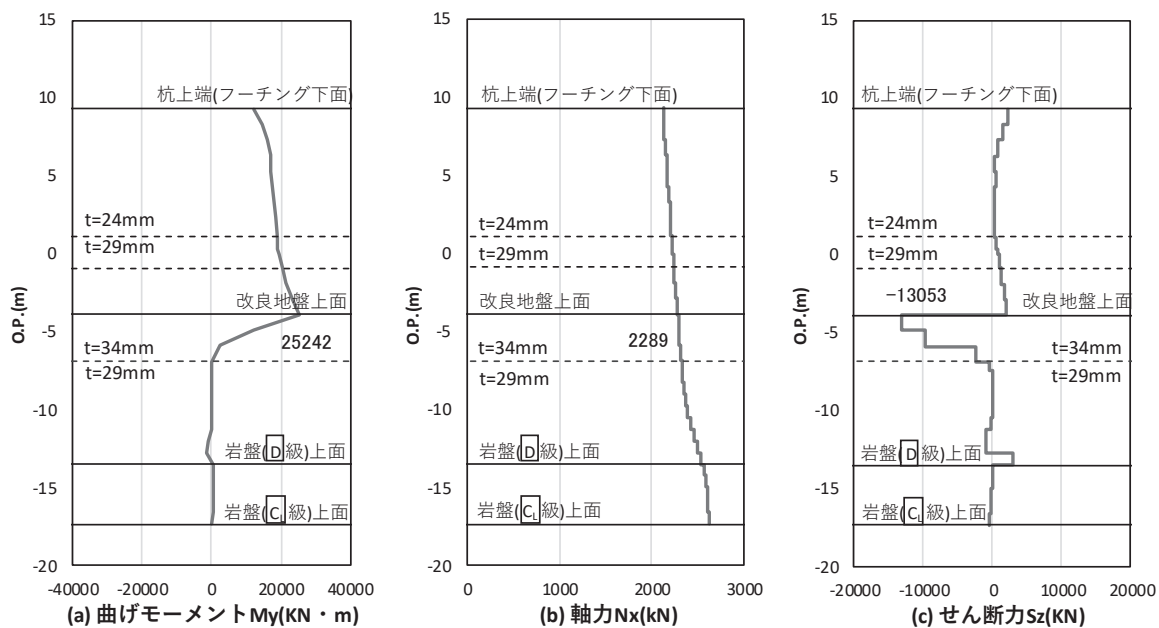 15
杭上端(フーチング下面)
10
5
t=24mm
0
t=29mm
改良地盤上面
-5
25242
t=34mm
t=29mm
-10
岩盤(D級)上面
-15
岩盤(CL級)上面
-20
-40000 -20000 0 20000 40000
O.P.(m)
(a) 曲げモーメントMy(KN・m)
15
杭上端(フーチング下面)
10
5
t=24mm
0
t=29mm
改良地盤上面
-5
2289
t=34mm
t=29mm
-10
岩盤(D級)上面
-15
岩盤(CL級)上面
-20
0 1000 2000 3000
O.P.(m)
(b) 軸力Nx(kN)
15
杭上端(フーチング下面)
10
5
t=24mm
0
t=29mm
-13053
改良地盤上面
-5
t=34mm
t=29mm
-10
岩盤(D級)上面
-15
岩盤(CL級)上面
-20
-20000 -10000 0 10000 20000
O.P.(m)
(c) せん断力Sz(KN)